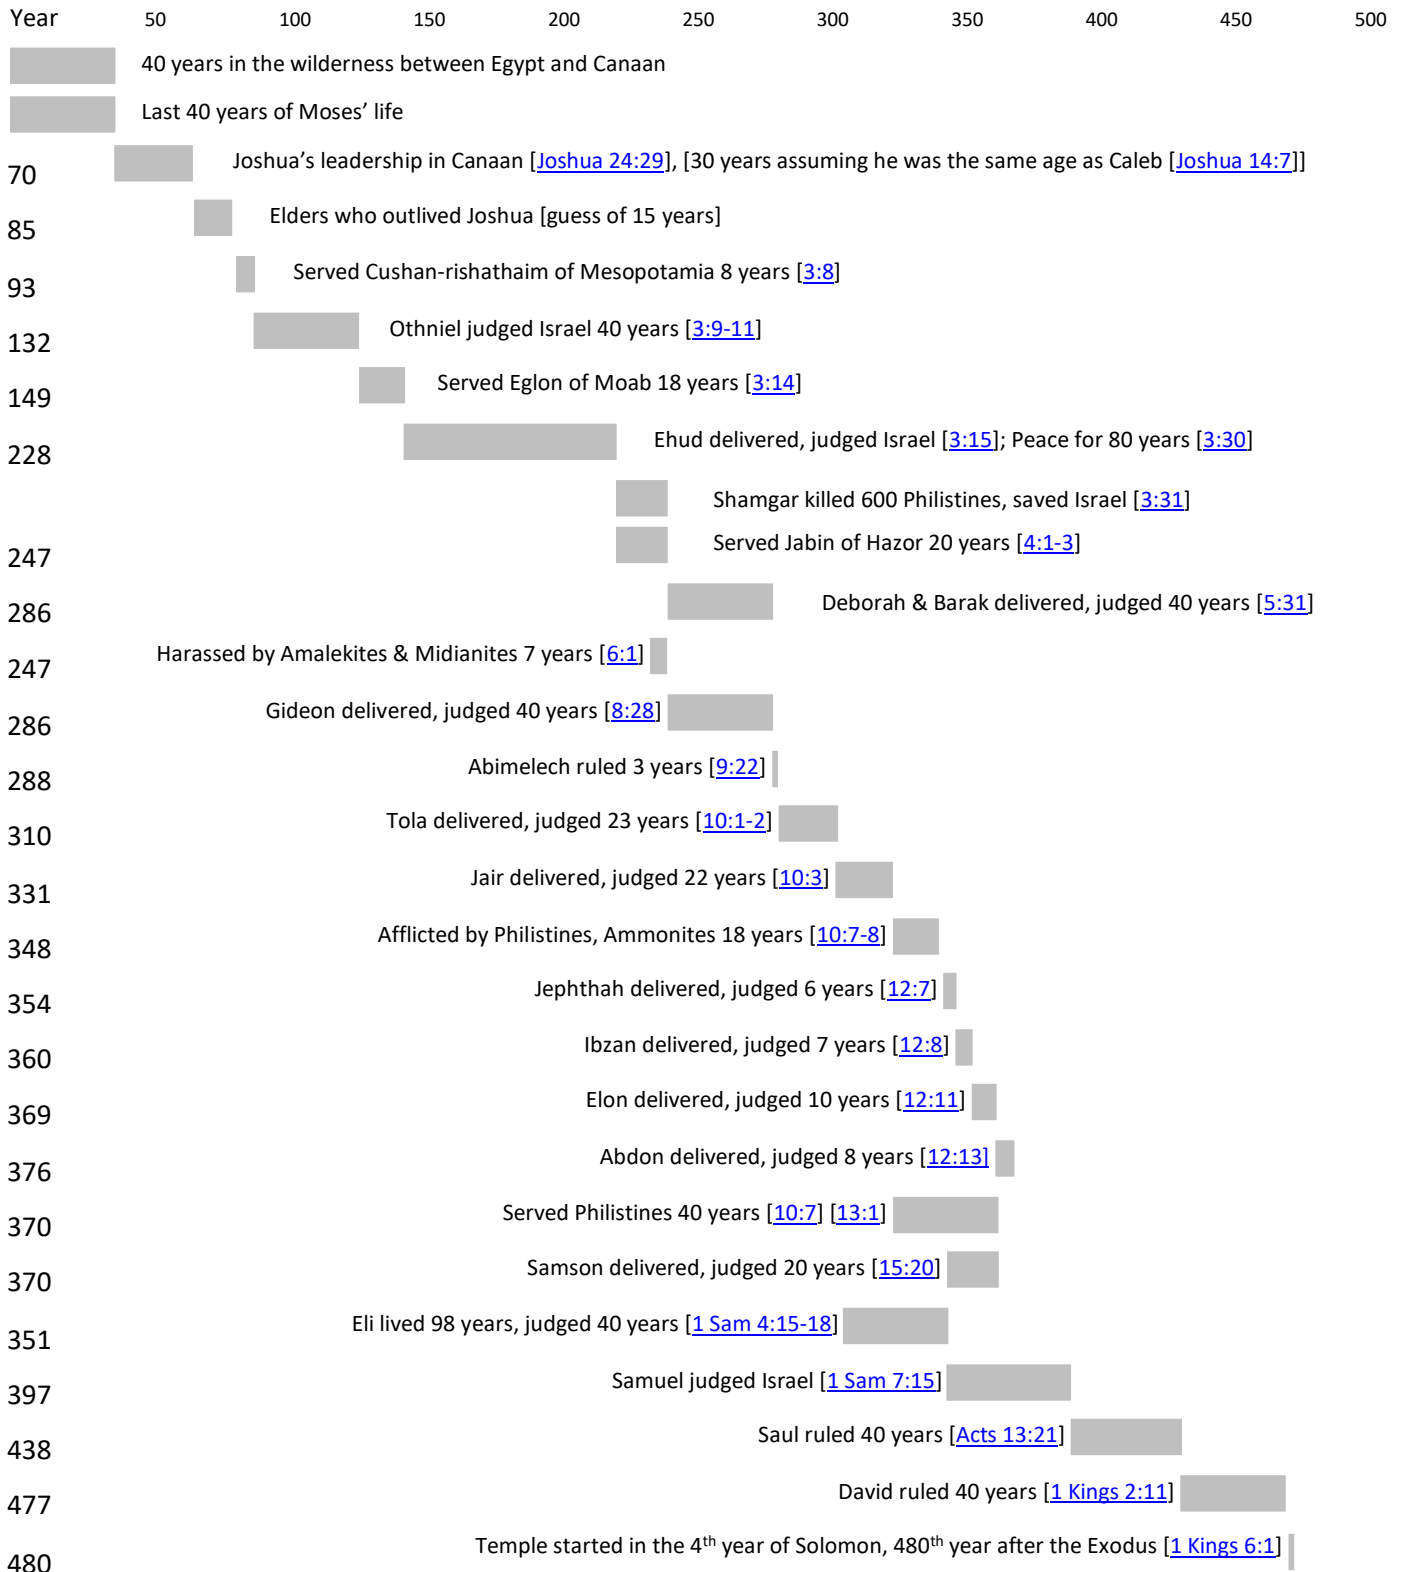 Year 50 100 150 200 250 300 350 400 450 500
40 years in the wilderness between Egypt and Canaan
Last 40 years of Moses’ life
70 Joshua’s leadership in Canaan [Joshua 24:29], [30 years assuming he was the same age as Caleb [Joshua 14:7]]
85 Elders who outlived Joshua [guess of 15 years]
93 Served Cushan-rishathaim of Mesopotamia 8 years [3:8]
132 Othniel judged Israel 40 years [3:9-11]
149 Served Eglon of Moab 18 years [3:14]
228 Ehud delivered, judged Israel [3:15]; Peace for 80 years [3:30]
Shamgar killed 600 Philistines, saved Israel [3:31]
247 Served Jabin of Hazor 20 years [4:1-3]
286 Deborah & Barak delivered, judged 40 years [5:31]
247 Harassed by Amalekites & Midianites 7 years [6:1]
286 Gideon delivered, judged 40 years [8:28]
288 Abimelech ruled 3 years [9:22]
310 Tola delivered, judged 23 years [10:1-2]
331 Jair delivered, judged 22 years [10:3]
348 Afflicted by Philistines, Ammonites 18 years [10:7-8]
354 Jephthah delivered, judged 6 years [12:7]
360 Ibzan delivered, judged 7 years [12:8]
369 Elon delivered, judged 10 years [12:11]
376 Abdon delivered, judged 8 years [12:13]
370 Served Philistines 40 years [10:7] [13:1]
370 Samson delivered, judged 20 years [15:20]
351 Eli lived 98 years, judged 40 years [1 Sam 4:15-18]
397 Samuel judged Israel [1 Sam 7:15]
438 Saul ruled 40 years [Acts 13:21]
477 David ruled 40 years [1 Kings 2:11]
480 Temple started in the 4th year of Solomon, 480th year after the Exodus [1 Kings 6:1]